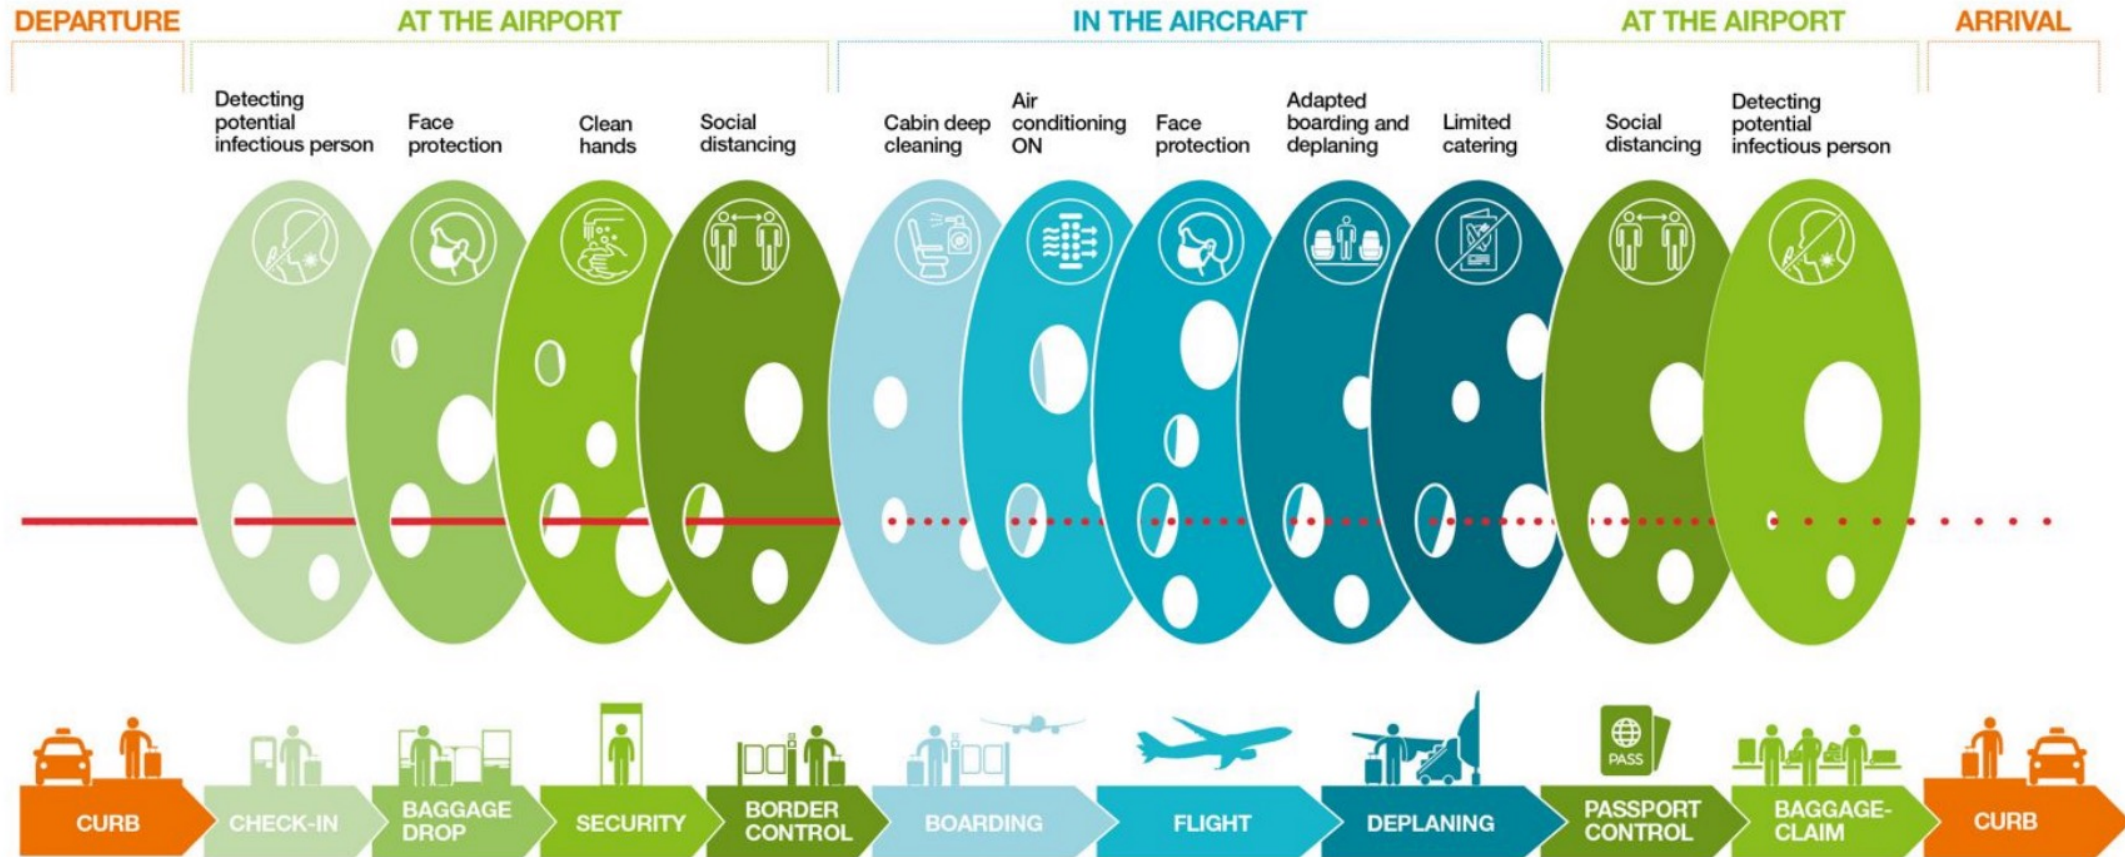 DEPARTURE
AT THE AIRPORT
IN THE AIRCRAFT
AT THE AIRPORT
ARRIVAL
Detecting
potential
infectious person
Face
protection
Clean
hands
Social
distancing
Cabin deep
cleaning
Air
conditioning
ON
Face
protection
Adapted
boarding and
deplaning
Limited
catering
Social
distancing
Detecting
potential
infectious person
CURB
CHECK-IN
BAGGAGE
DROP
SECURITY
BORDER
CONTROL
BOARDING
FLIGHT
DEPLANING
PASS
PASSPORT
CONTROL
BAGGAGE-
CLAIM
CURB